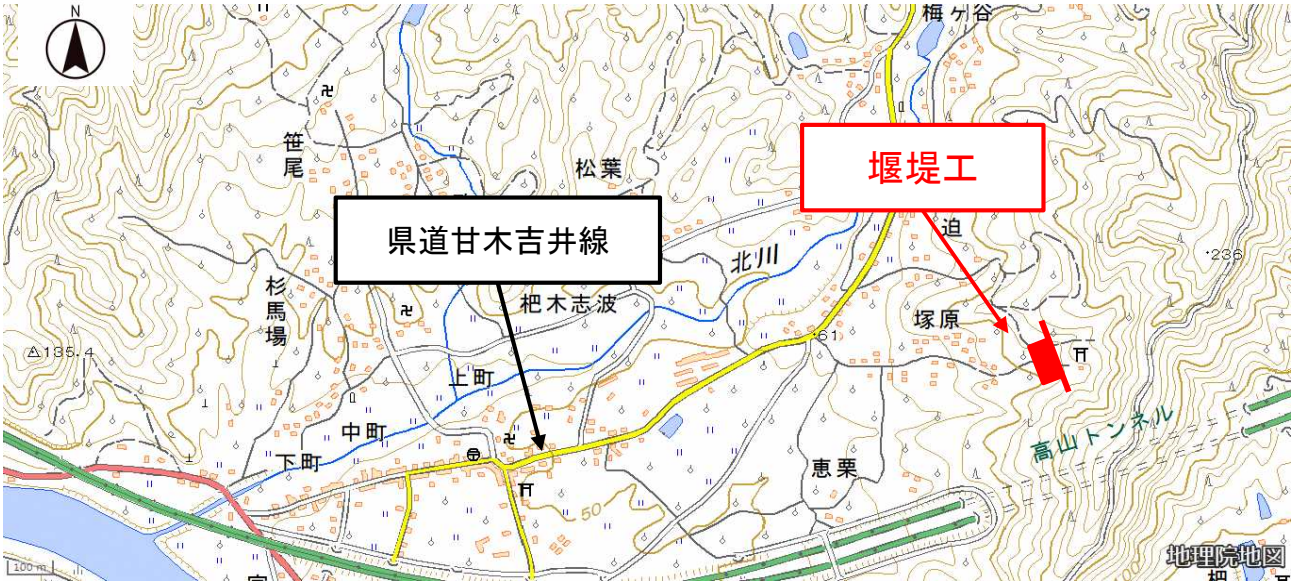 N
梅ヶ谷
笹尾
松葉
堰堤工
迫
県道甘木吉井線
北川
・236
杉馬場
杷木志波
塚原
・61
△135.4
上町
中町
高山トンネル
下町
恵栗
50
100 m
地理院地図